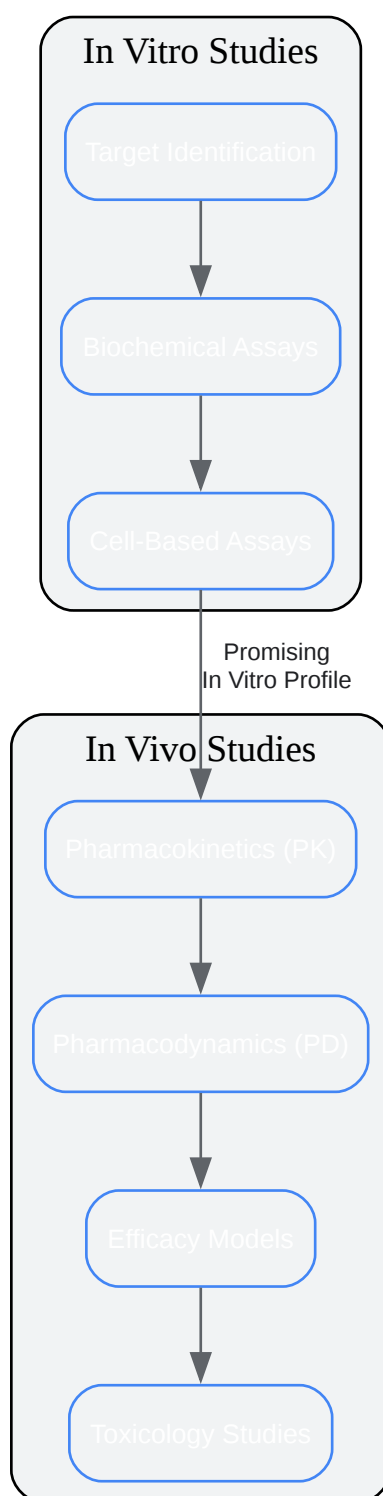 In Vitro Studies
Target Identification
Biochemical Assays
Cell-Based Assays
Promising
In Vitro Profile
In Vivo Studies
Pharmacokinetics (PK)
Pharmacodynamics (PD)
Efficacy Models
Toxicology Studies